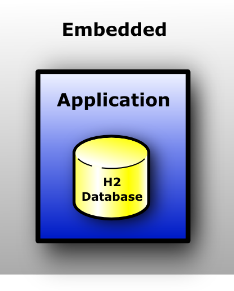 Embedded
Application
H2
Database